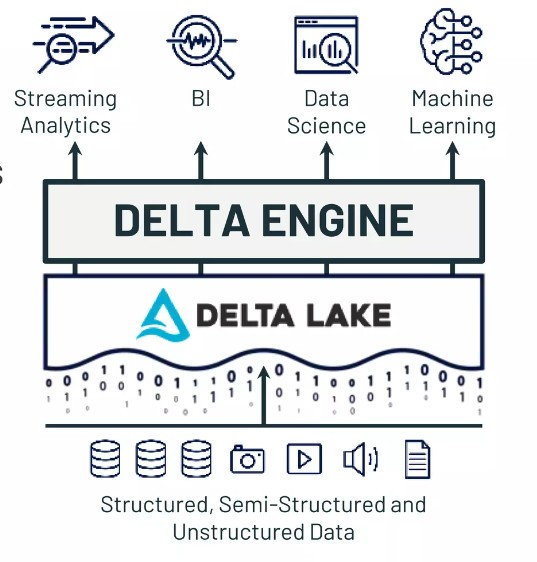 Streaming
Analytics
BI
Data
Science
Machine
Learning
s
DELTA ENGINE
DELTA LAKE
Structured, Semi-Structured and
Unstructured Data